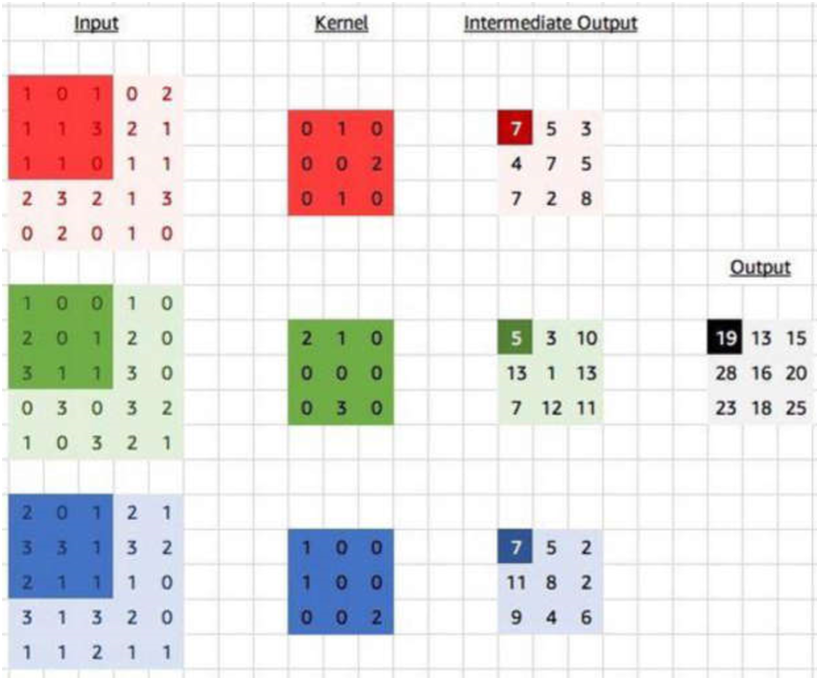 Input Kernel Intermediate Output
1 0 1 0 2
1 1 3 2 1 0 1 0 7 5 3
1 1 0 1 1 0 0 2 4 7 5
2 3 2 1 3 0 1 0 7 2 8
0 2 0 1 0
Output
1 0 0 1 0
2 0 1 2 0 2 1 0 5 3 10 19 13 15
3 1 1 3 0 0 0 0 13 1 13 28 16 20
0 3 0 3 2 0 3 0 7 12 11 23 18 25
1 0 3 2 1
2 0 1 2 1
3 3 1 3 2 1 0 0 7 5 2
2 1 1 1 0 1 0 0 11 8 2
3 1 3 2 0 0 0 2 9 4 6
1 1 2 1 1